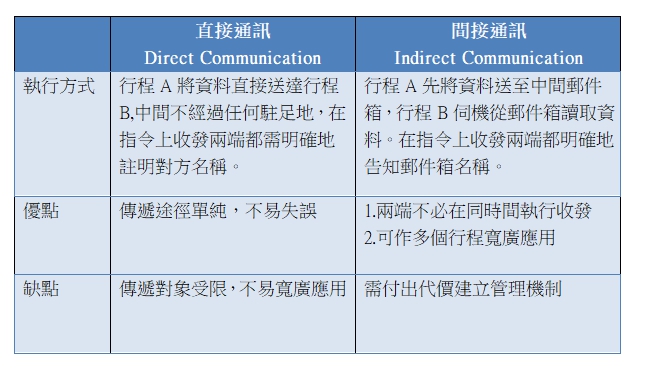 直接通訊
Direct Communication
間接通訊
Indirect Communication
執行方式
行程 A 將資料直接送達行程
B,中間不經過任何駐足地，在
指令上收發兩端都需明確地
註明對方名稱。
行程 A 先將資料送至中間郵件
箱，行程 B 伺機從郵件箱讀取資
料。在指令上收發兩端都明確地
告知郵件箱名稱。
優點
傳遞途徑單純，不易失誤
1.兩端不必在同時間執行收發
2.可作多個行程寬廣應用
缺點
傳遞對象受限，不易寬廣應用
需付出代價建立管理機制